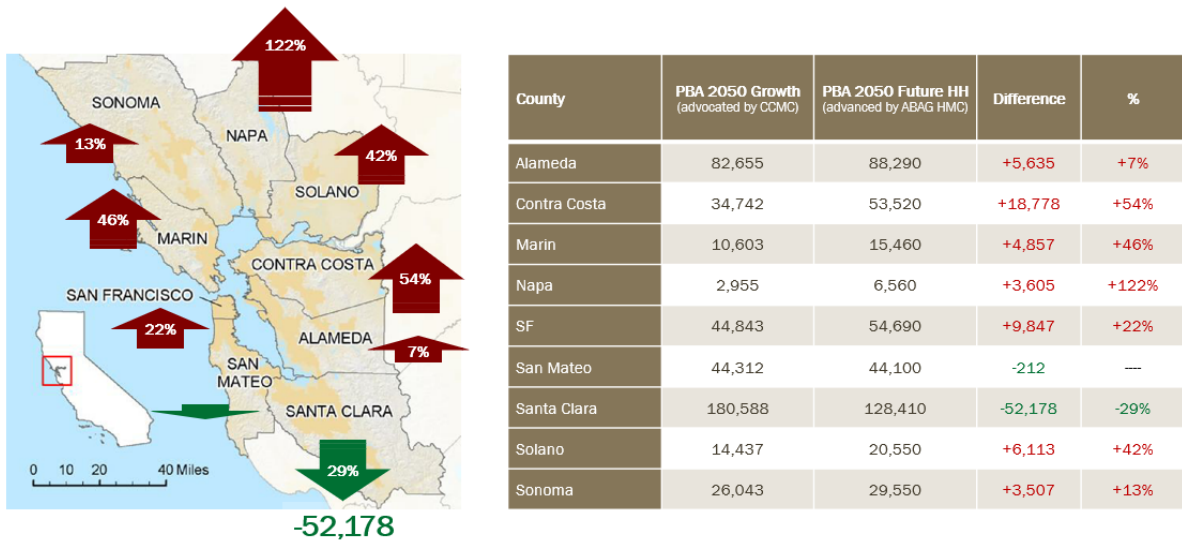 122%
SONOMA
NAPA
13%
42%
SOLANO
46%
MARIN
CONTRA COSTA
54%
SAN FRANCISCO
22%
ALAMEDA
7%
SAN
MATEO
SANTA CLARA
0 10 20 40 Miles
29%
-52,178
County PBA 2050 Growth PBA 2050 Future HH Difference %
(advocated by CCMC) (advanced by ABAG HMC)
Alameda 82,655 88,290 +5,635 +7%
Contra Costa 34,742 53,520 +18,778 +54%
Marin 10,603 15,460 +4,857 +46%
Napa 2,955 6,560 +3,605 +122%
SF 44,843 54,690 +9,847 +22%
San Mateo 44,312 44,100 -212 ----
Santa Clara 180,588 128,410 -52,178 -29%
Solano 14,437 20,550 +6,113 +42%
Sonoma 26,043 29,550 +3,507 +13%